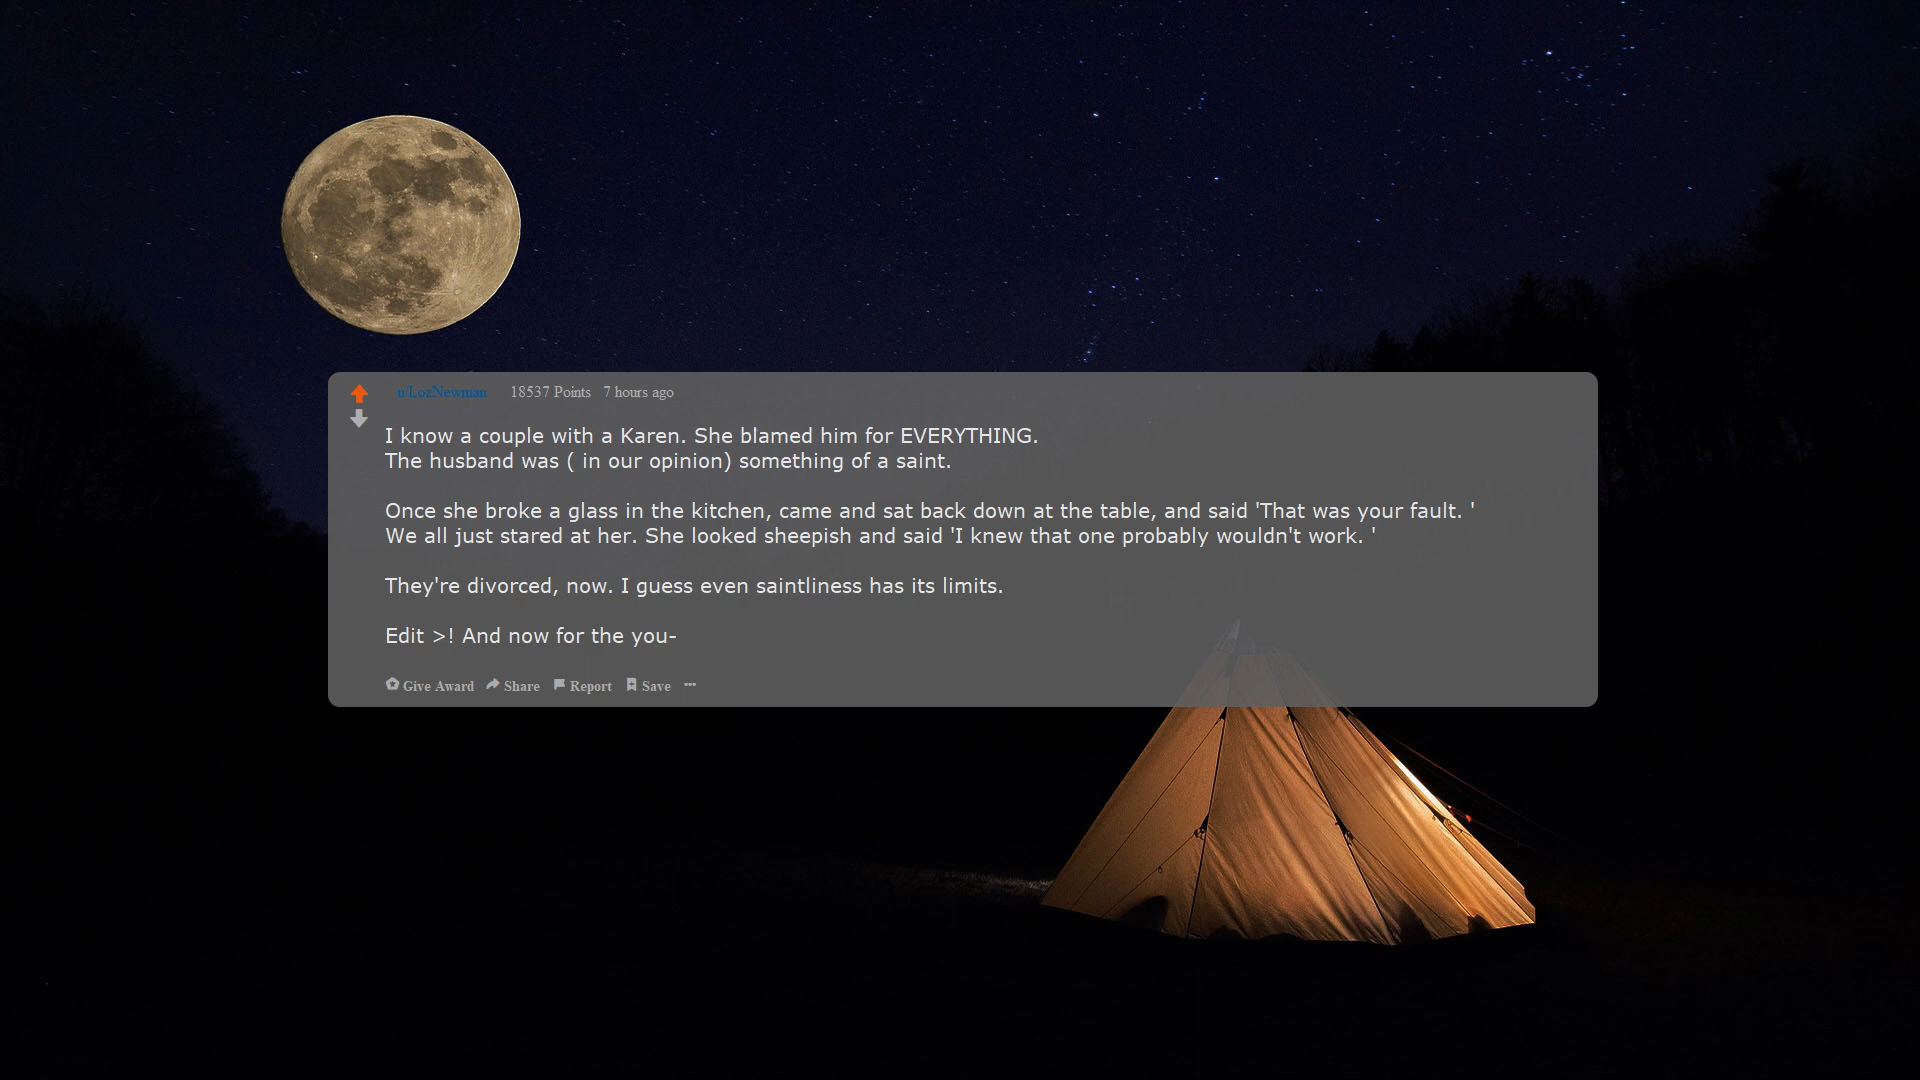 u/LozNewman 18537 Points 7 hours ago
I know a couple with a Karen. She blamed him for EVERYTHING.
The husband was ( in our opinion) something of a saint.
Once she broke a glass in the kitchen, came and sat back down at the table, and said 'That was your fault. '
We all just stared at her. She looked sheepish and said 'I knew that one probably wouldn't work. '
They're divorced, now. I guess even saintliness has its limits.
Edit >! And now for the you-
Give Award Share Report Save ···